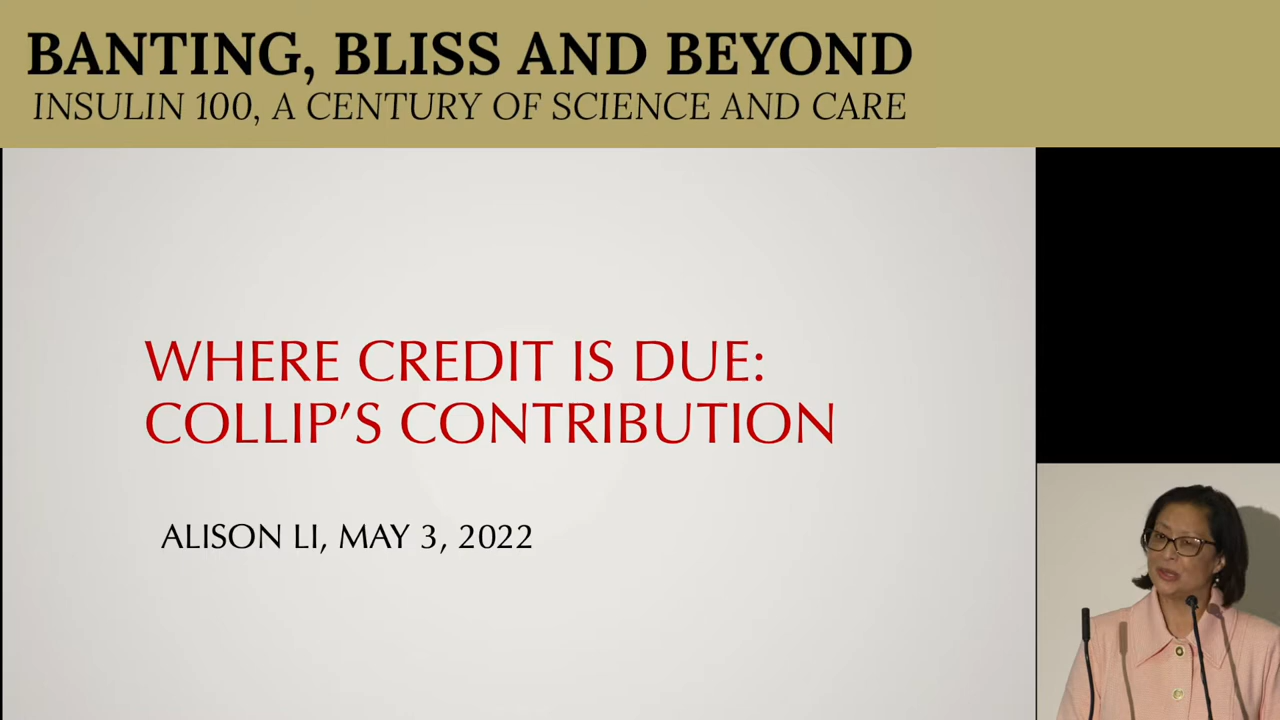 BANTING, BLISS AND BEYOND
INSULIN 100, A CENTURY OF SCIENCE AND CARE
WHERE CREDIT IS DUE:
COLLIP'S CONTRIBUTION
ALISON LI, MAY 3, 2022